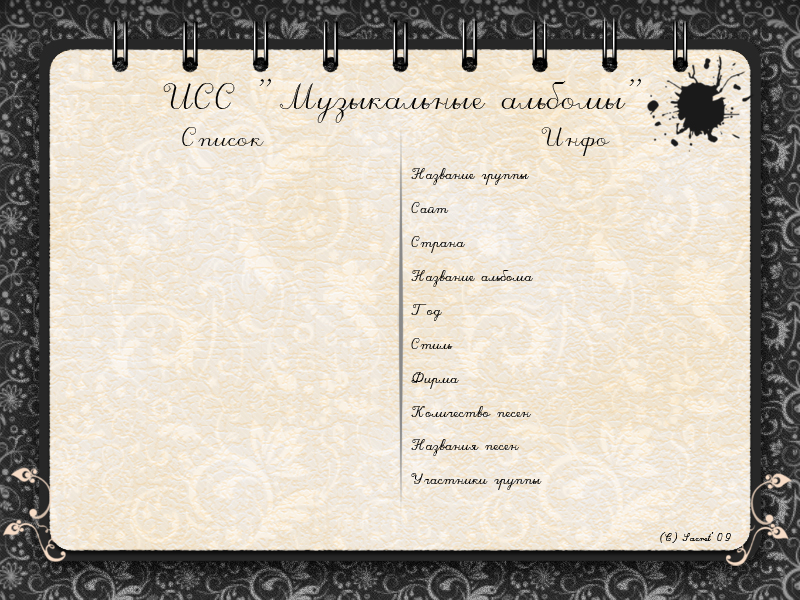 ИСС "Музыкальные альбомы"
Список
Инфо
Название группы
Сайт
Страна
Название альбома
Год
Стиль
Фирма
Количество песен
Названия песен
Участники группы
(C) Sacred' 09